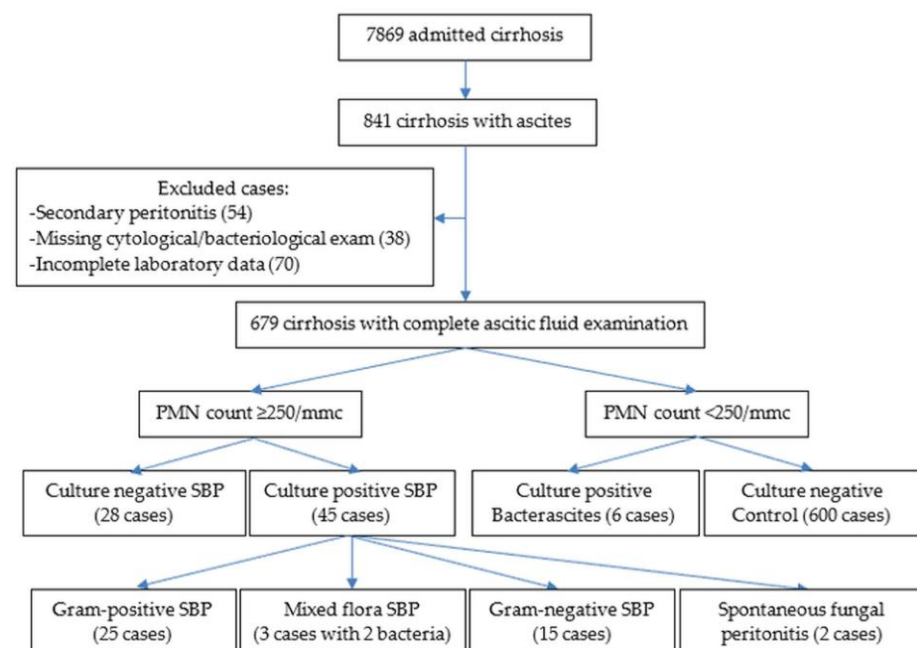 7869 admitted cirrhosis
841 cirrhosis with ascites
Excluded cases:
-Secondary peritonitis (54)
-Missing cytological/bacteriological exam (38)
-Incomplete laboratory data (70)
679 cirrhosis with complete ascitic fluid examination
PMN count ≥250/mmc
PMN count <250/mmc
Culture negative SBP
(28 cases)
Culture positive SBP
(45 cases)
Culture positive
Bacterascites (6 cases)
Culture negative
Control (600 cases)
Gram-positive SBP
(25 cases)
Mixed flora SBP
(3 cases with 2 bacteria)
Gram-negative SBP
(15 cases)
Spontaneous fungal
peritonitis (2 cases)